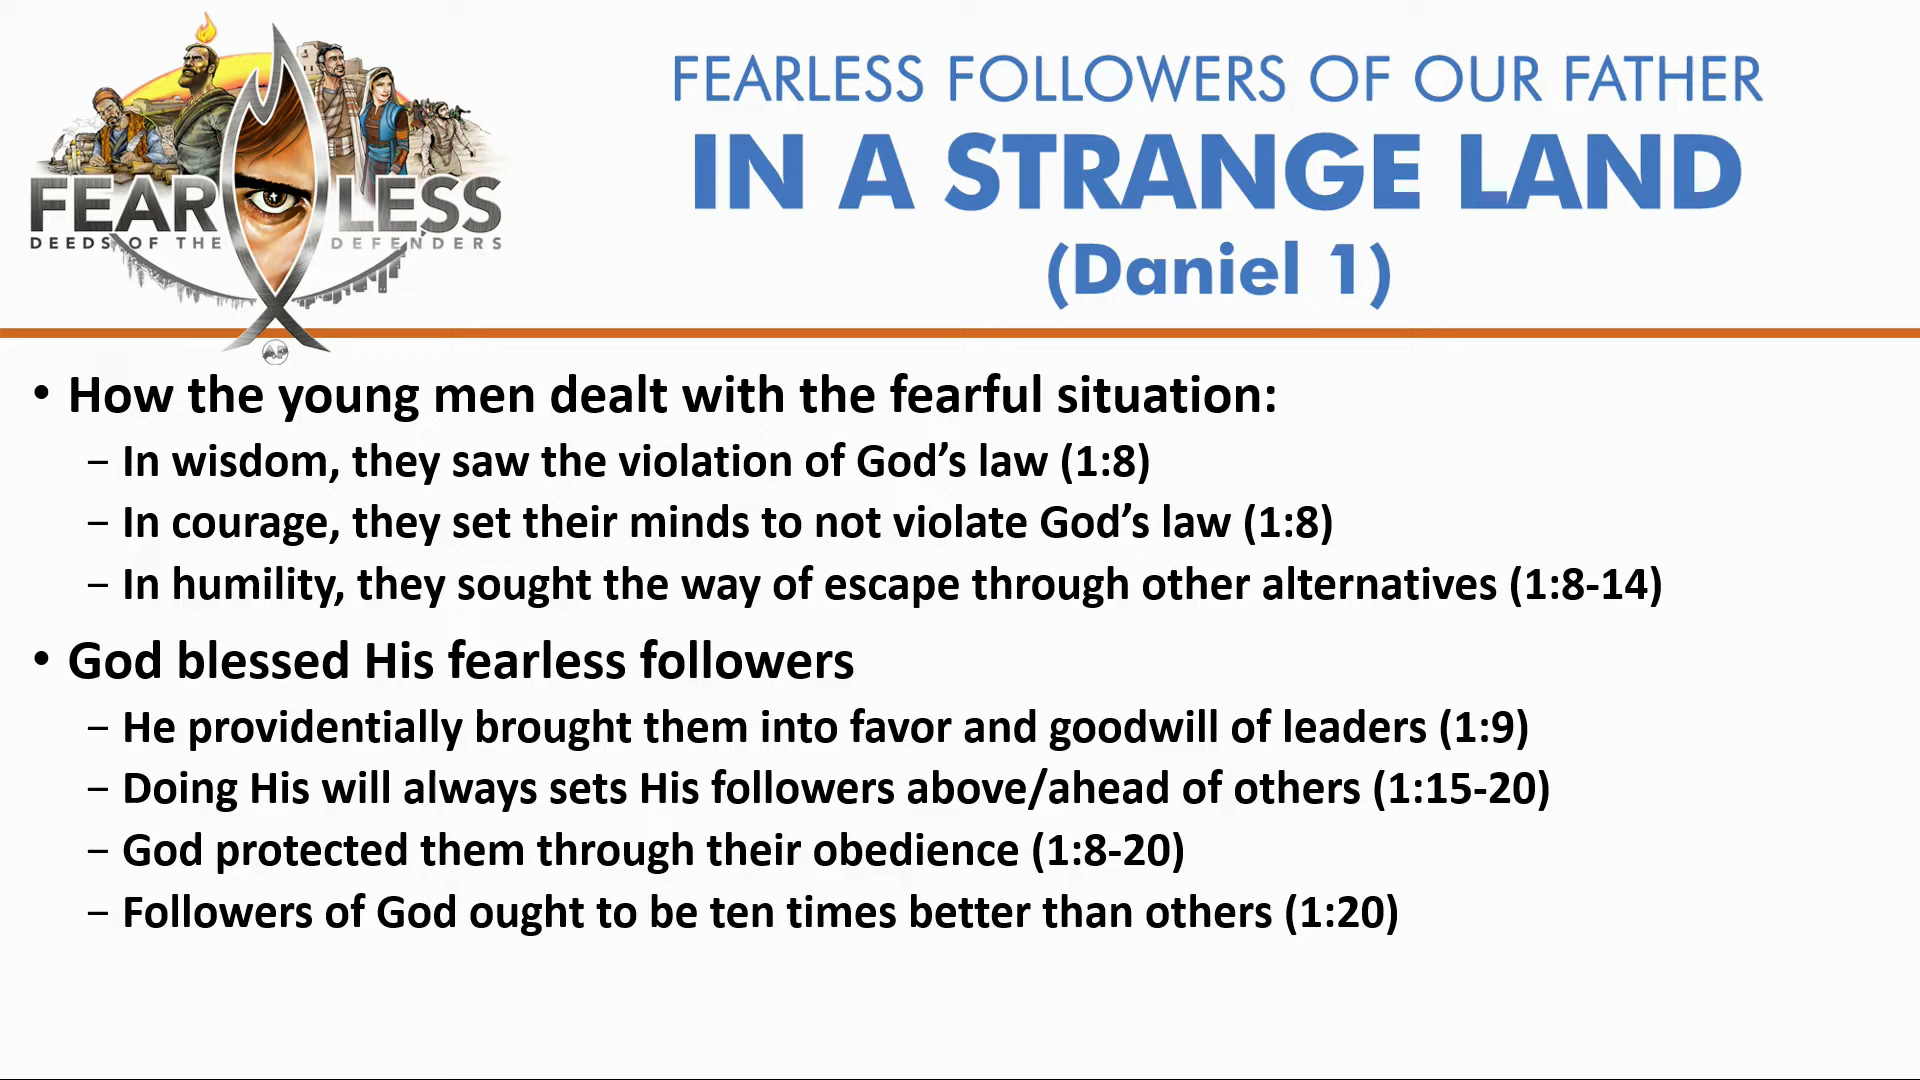 FEARLESS
DEEDS OF THE DEFENDERS
FEARLESS FOLLOWERS OF OUR FATHER
IN A STRANGE LAND
(Daniel 1)
• How the young men dealt with the fearful situation:
– In wisdom, they saw the violation of God’s law (1:8)
– In courage, they set their minds to not violate God’s law (1:8)
– In humility, they sought the way of escape through other alternatives (1:8-14)
• God blessed His fearless followers
– He providentially brought them into favor and goodwill of leaders (1:9)
– Doing His will always sets His followers above/ahead of others (1:15-20)
– God protected them through their obedience (1:8-20)
– Followers of God ought to be ten times better than others (1:20)